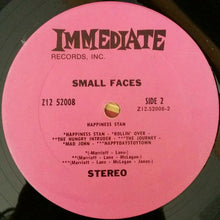 IMMEDIATE
RECORDS, INC.
SMALL FACES
Z12 52008 SIDE 2
Z12-52008-2
HAPPINESS STAN
*HAPPINESS STAN - *ROLLIN' OVER -
**THE HUNGRY INTRUDER - ***THE JOURNEY -
*MAD JOHN - ***HAPPYDAYSTOYTOWN
*(-Marriott - Lane-)
**(Marriott - Lane - McLagan-)
***(Marriott - Lane - McLagan - Jones)
STEREO